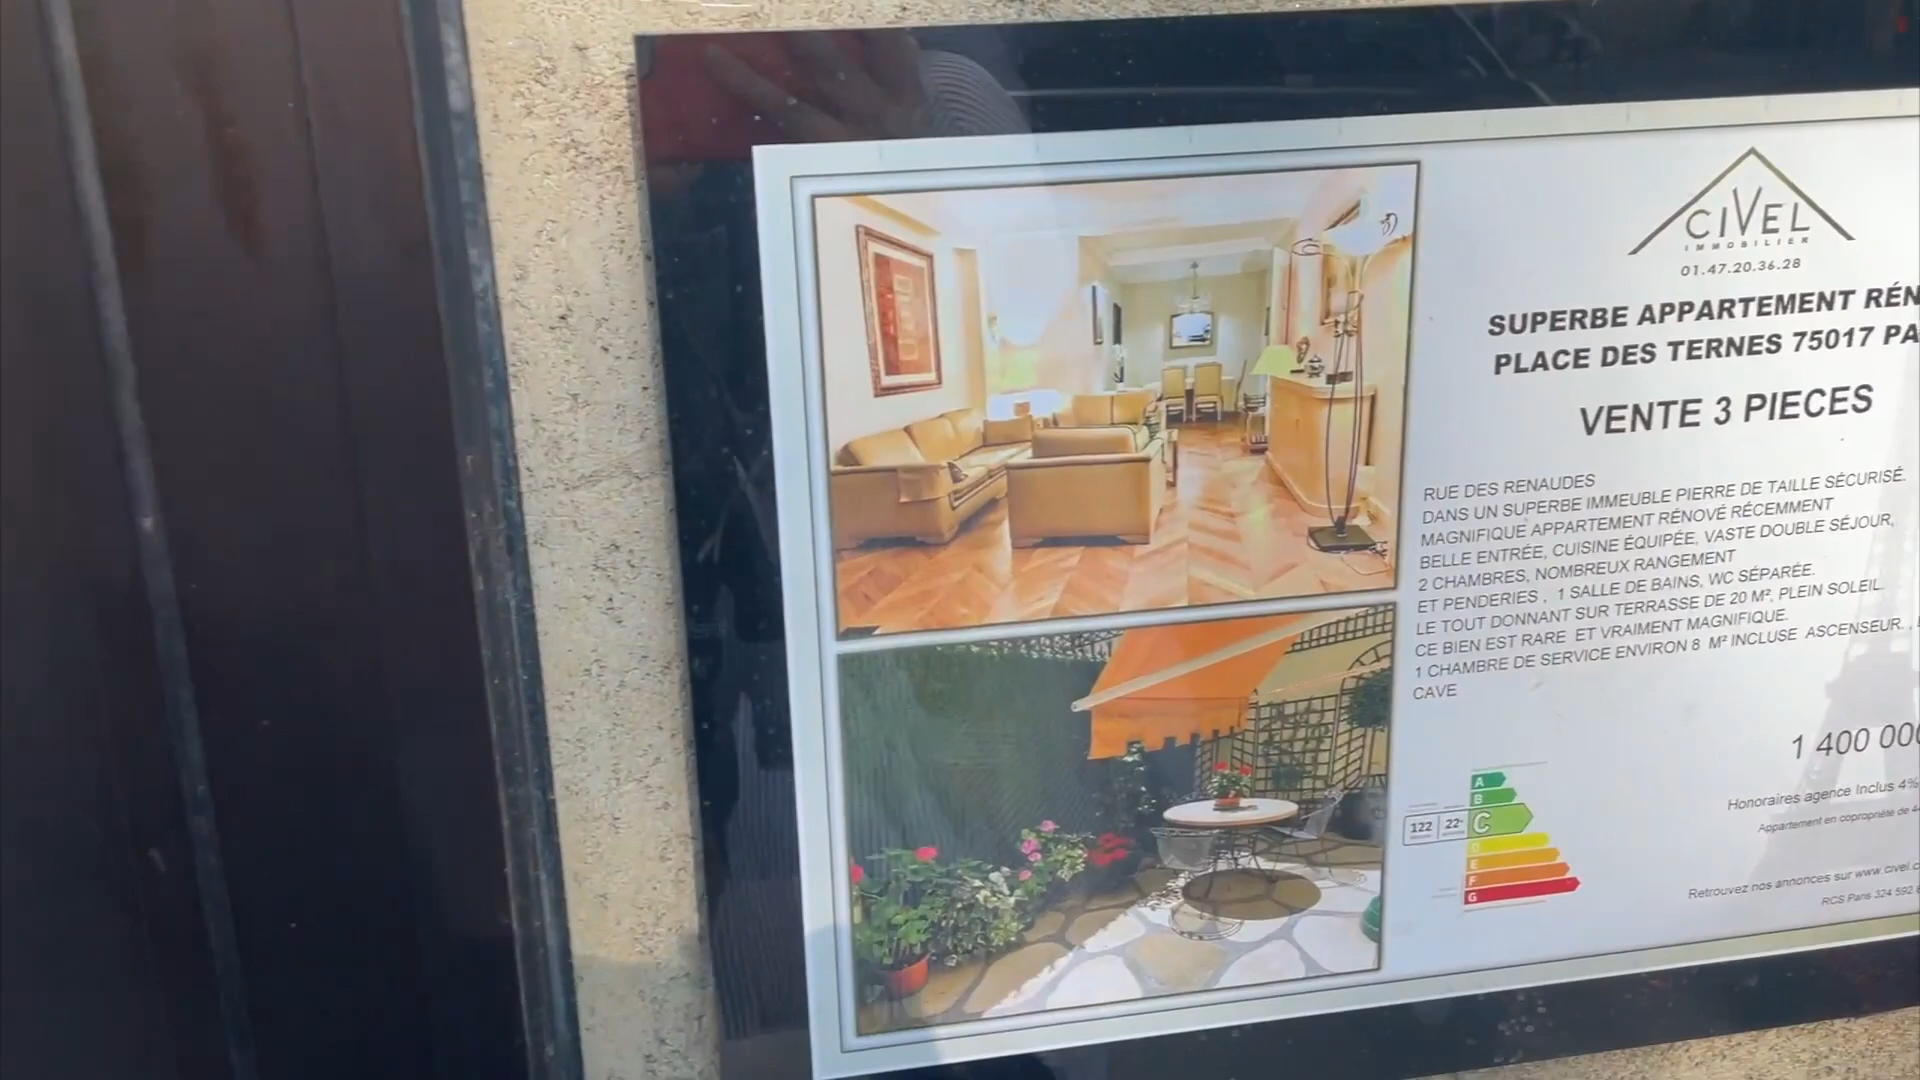 CIVEL
IMMOBILIER
01.47.20.36.28
SUPERBE APPARTEMENT RÉN
PLACE DES TERNES 75017 PA
VENTE 3 PIECES
RUE DES RENAUDES
DANS UN SUPERBE IMMEUBLE PIERRE DE TAILLE SÉCURISÉ.
MAGNIFIQUE APPARTEMENT RÉNOVÉ RÉCEMMENT
BELLE ENTRÉE, CUISINE ÉQUIPÉE, VASTE DOUBLE SÉJOUR,
2 CHAMBRES, NOMBREUX RANGEMENT
ET PENDERIES , 1 SALLE DE BAINS, WC SÉPARÉE.
LE TOUT DONNANT SUR TERRASSE DE 20 M², PLEIN SOLEIL.
CE BIEN EST RARE ET VRAIMENT MAGNIFIQUE.
1 CHAMBRE DE SERVICE ENVIRON 8 M² INCLUSE ASCENSEUR. ,
CAVE
1 400 000
A
B
122 22 C
D
E
F
G
Honoraires agence Inclus 4%
Appartement en copropriété de
Retrouvez nos annonces sur www.civel.c
RCS Paris 324 592